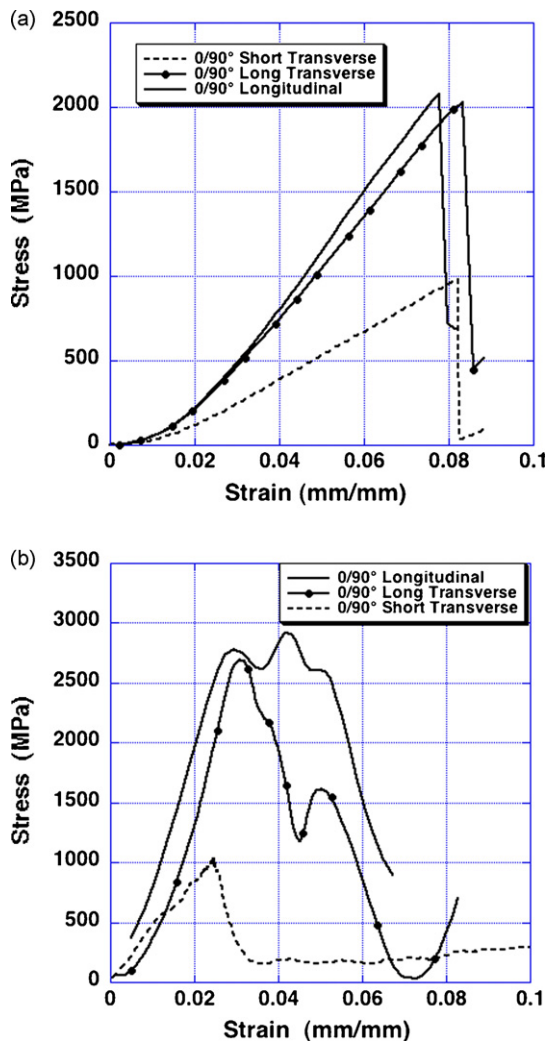 (a)
2500
2000
1500
1000
500
0
Stress (MPa)
0/90° Short Transverse
0/90° Long Transverse
0/90° Longitudinal
0 0.02 0.04 0.06 0.08 0.1
Strain (mm/mm)
(b)
3500
3000
2500
2000
1500
1000
500
0
Stress (MPa)
0/90° Longitudinal
0/90° Long Transverse
0/90° Short Transverse
0 0.02 0.04 0.06 0.08 0.1
Strain (mm/mm)